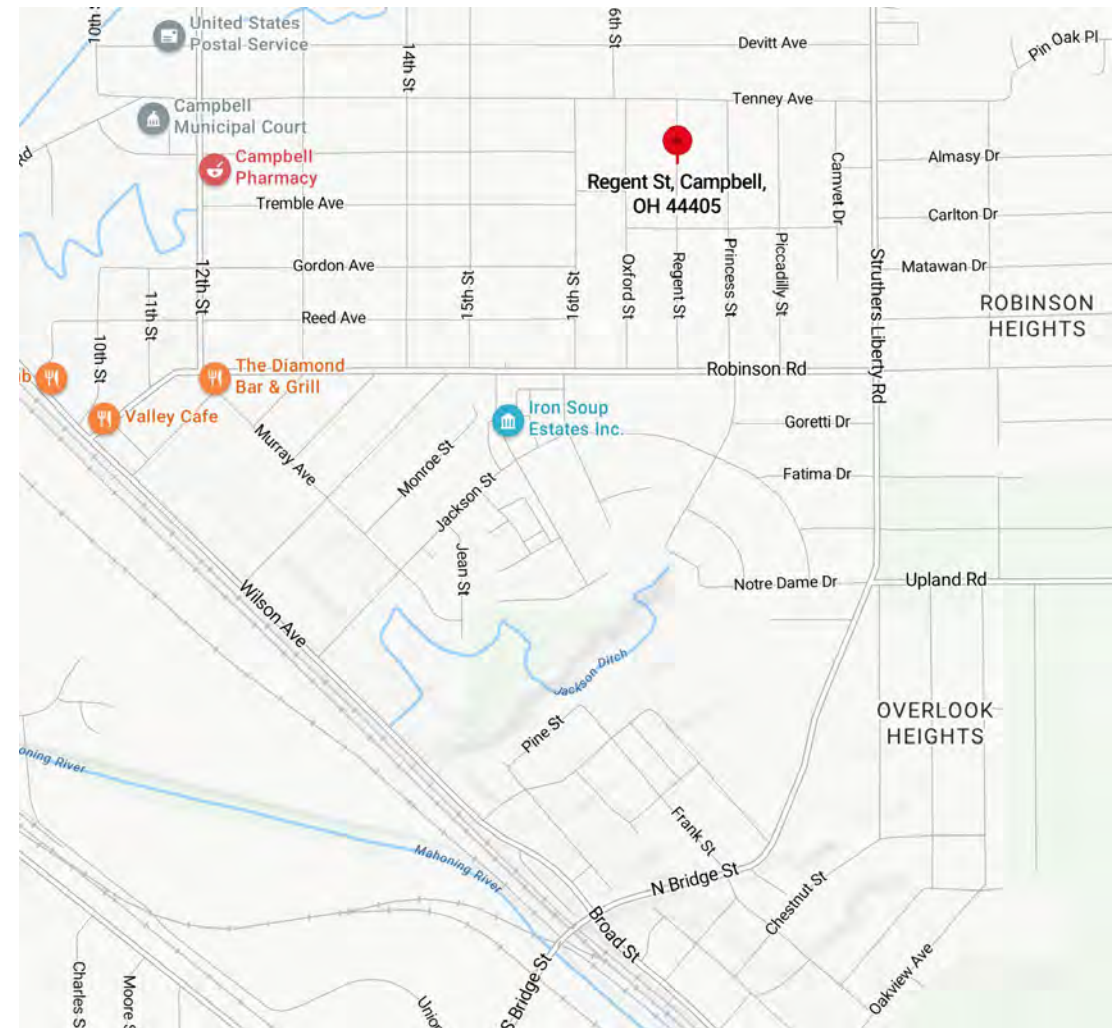 10th S
United States
Postal Service
14th St
6th St
Devitt Ave
Pin Oak Pl
Campbell
Municipal Court
Tenney Ave
Rd
Campbell
Pharmacy
Regent St, Campbell,
OH 44405
Camvet Dr
Almasy Dr
Tremble Ave
Carlton Dr
12th St
Gordon Ave
15th St
16th St
Oxford St
Regent St
Princess St
Piccadilly St
Struthers Liberty Rd
Matawan Dr
11th St
Reed Ave
ROBINSON
HEIGHTS
10th St
b
The Diamond
Bar & Grill
Robinson Rd
Valley Cafe
Iron Soup
Estates Inc.
Goretti Dr
Murray Ave
Monroe St
Fatima Dr
Jackson St
Jean St
Notre Dame Dr
Upland Rd
Wilson Ave
Jackson Ditch
Pine St
OVERLOOK
HEIGHTS
oning River
Frank St
Mahoning River
N Bridge St
Chestnut St
Broad St
Oakview Ave
S Bridge St
Charles S
Moore S
Unio